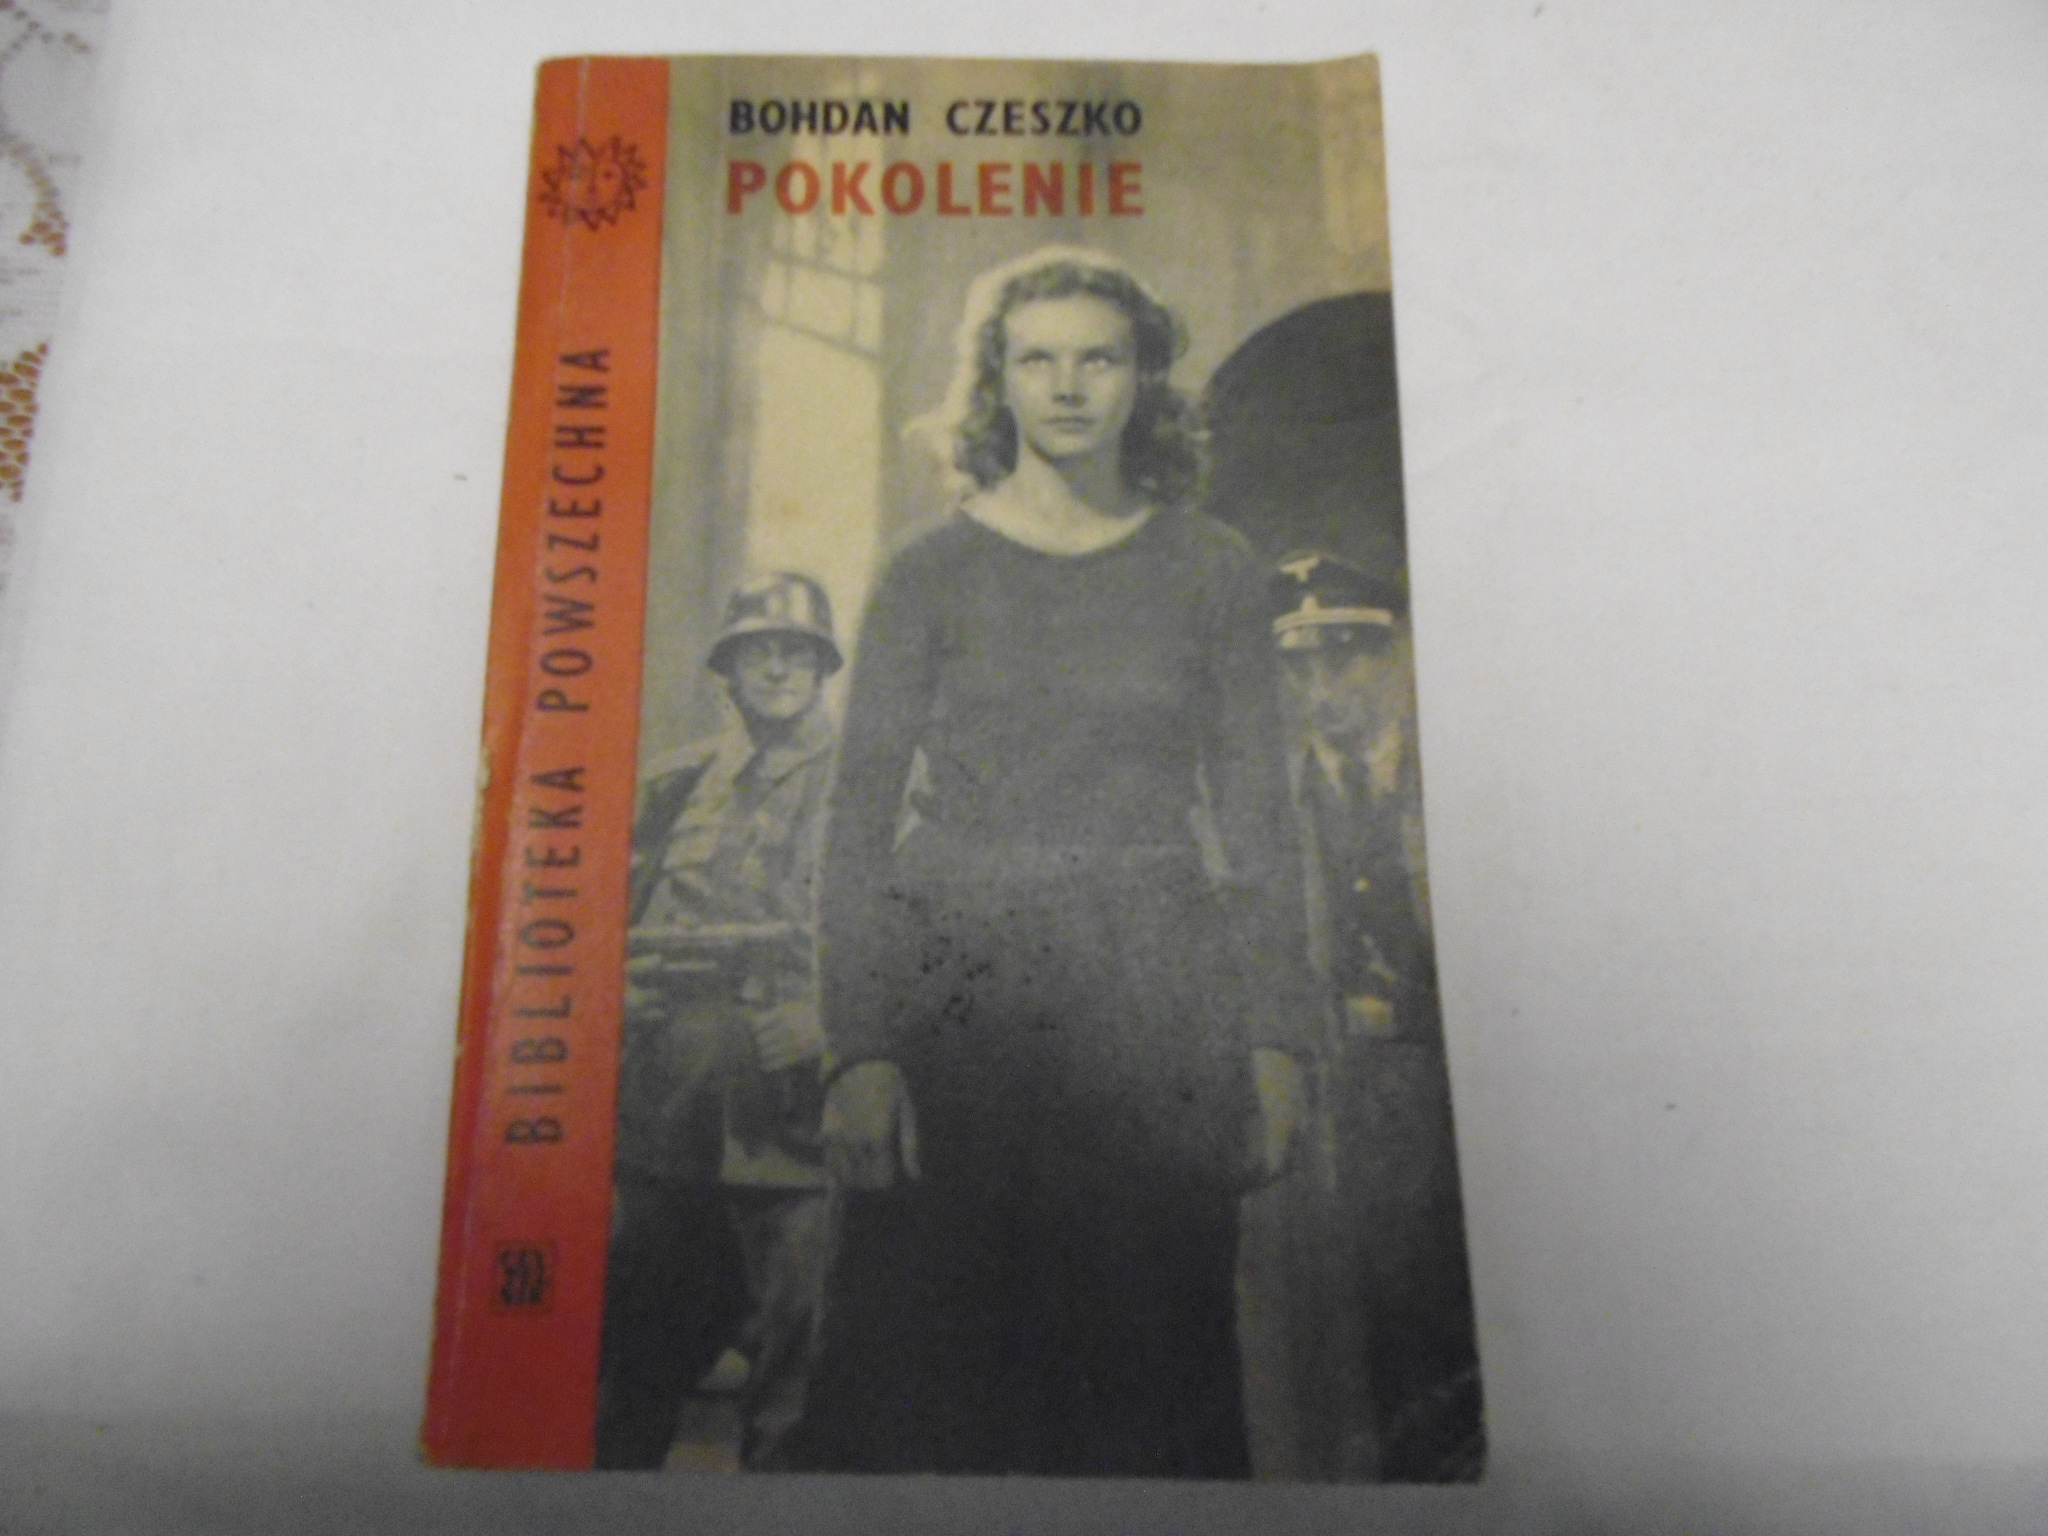 BOHDAN CZESZKO
POKOLENIE
BIBLIOTEKA POWSZECHNA